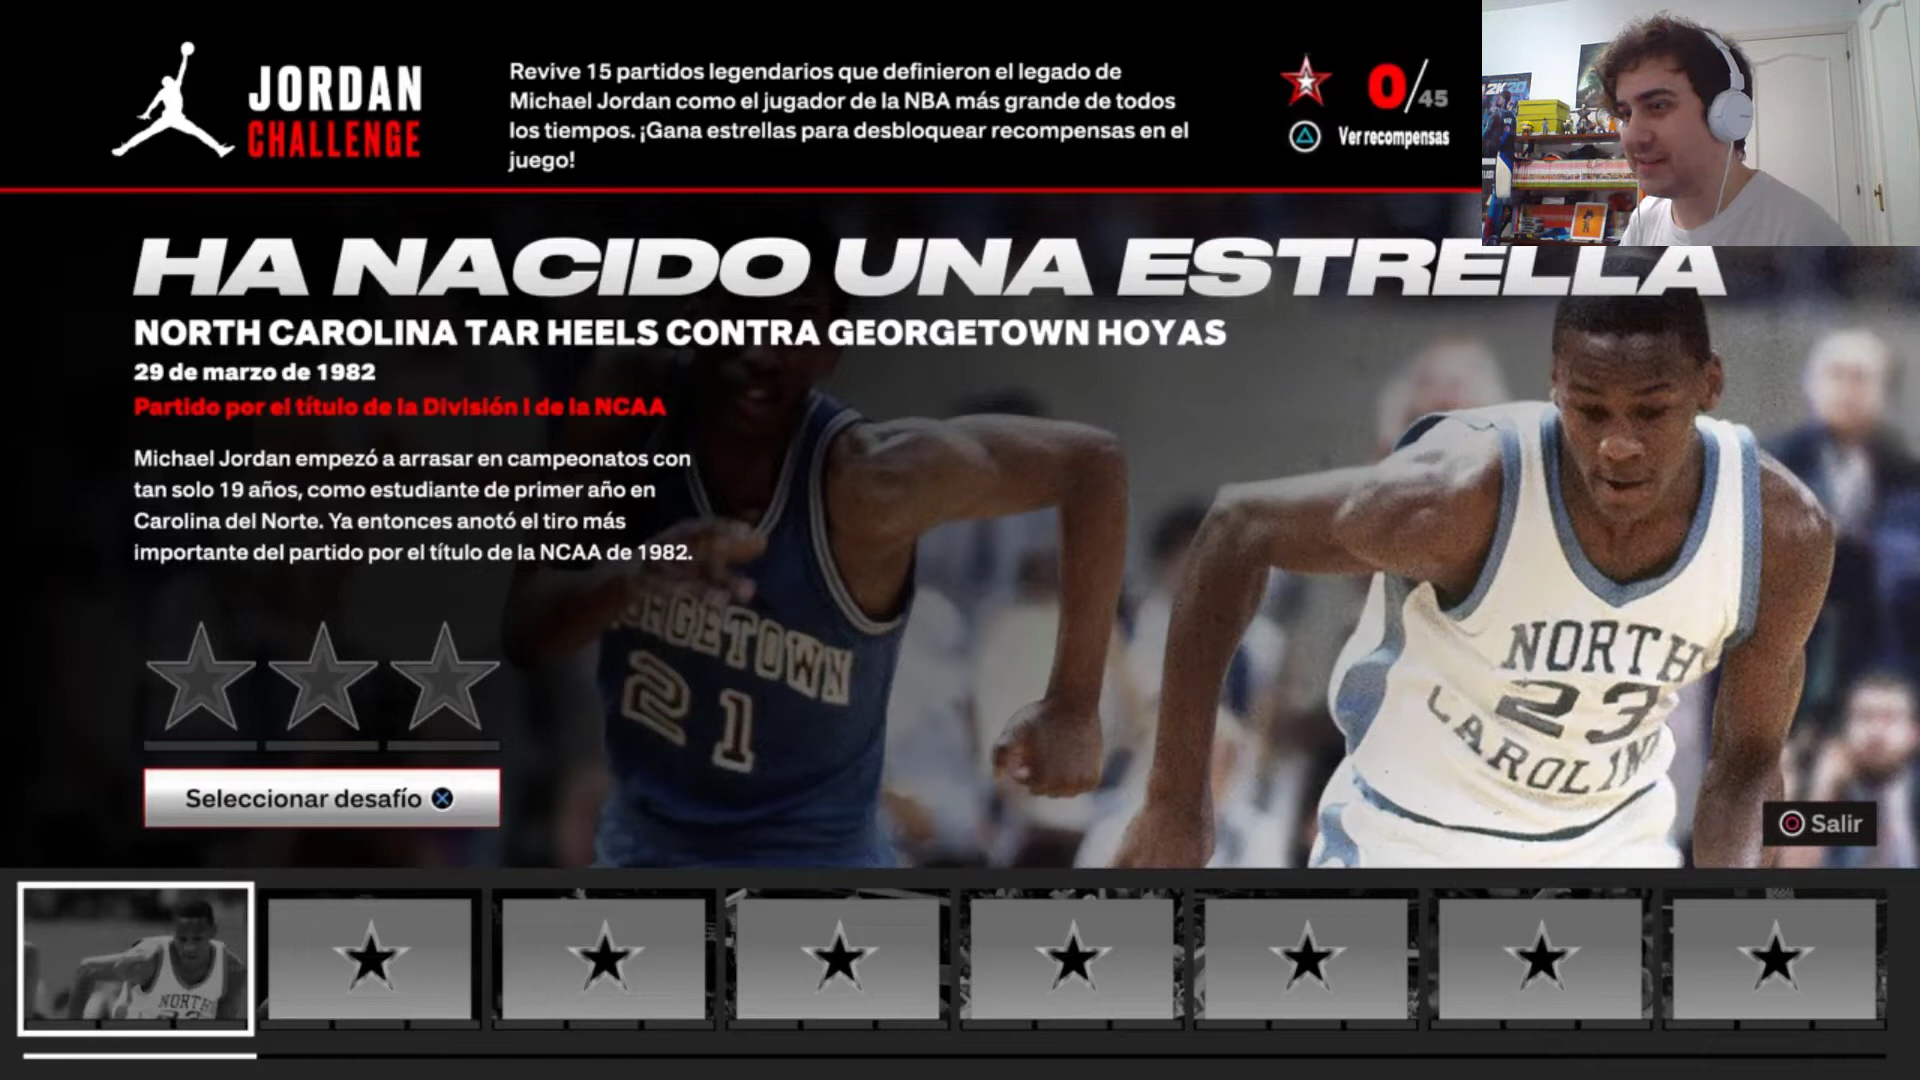 JORDAN
CHALLENGE
Revive 15 partidos legendarios que definieron el legado de
Michael Jordan como el jugador de la NBA más grande de todos
los tiempos. ¡Gana estrellas para desbloquear recompensas en el
juego!
0/45
Ver recompensas
2K20
HA NACIDO UNA ESTRELLA
NORTH CAROLINA TAR HEELS CONTRA GEORGETOWN HOYAS
29 de marzo de 1982
Partido por el título de la División I de la NCAA
Michael Jordan empezó a arrasar en campeonatos con
tan solo 19 años, como estudiante de primer año en
Carolina del Norte. Ya entonces anotó el tiro más
importante del partido por el título de la NCAA de 1982.
GEORGETOWN
21
NORTH
23
CAROLINA
Seleccionar desafío
Salir
NORTH
23